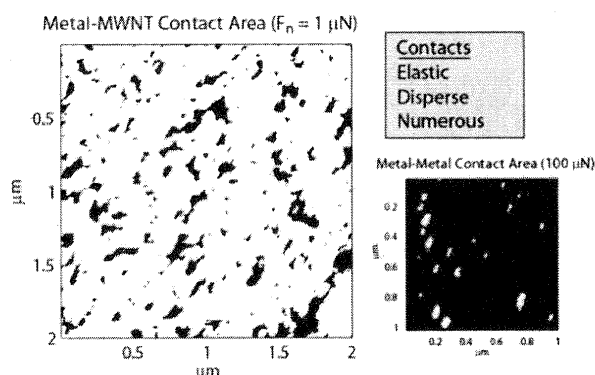 Metal-MWNT Contact Area (Fn = 1 µN)
0.5
1
1.5
2
µm
0.5
1
1.5
2
µm
Contacts
Elastic
Disperse
Numerous
Metal-Metal Contact Area (100 µN)
0.2
0.4
0.6
0.8
1
µm
0.2
0.4
0.6
0.8
1
µm